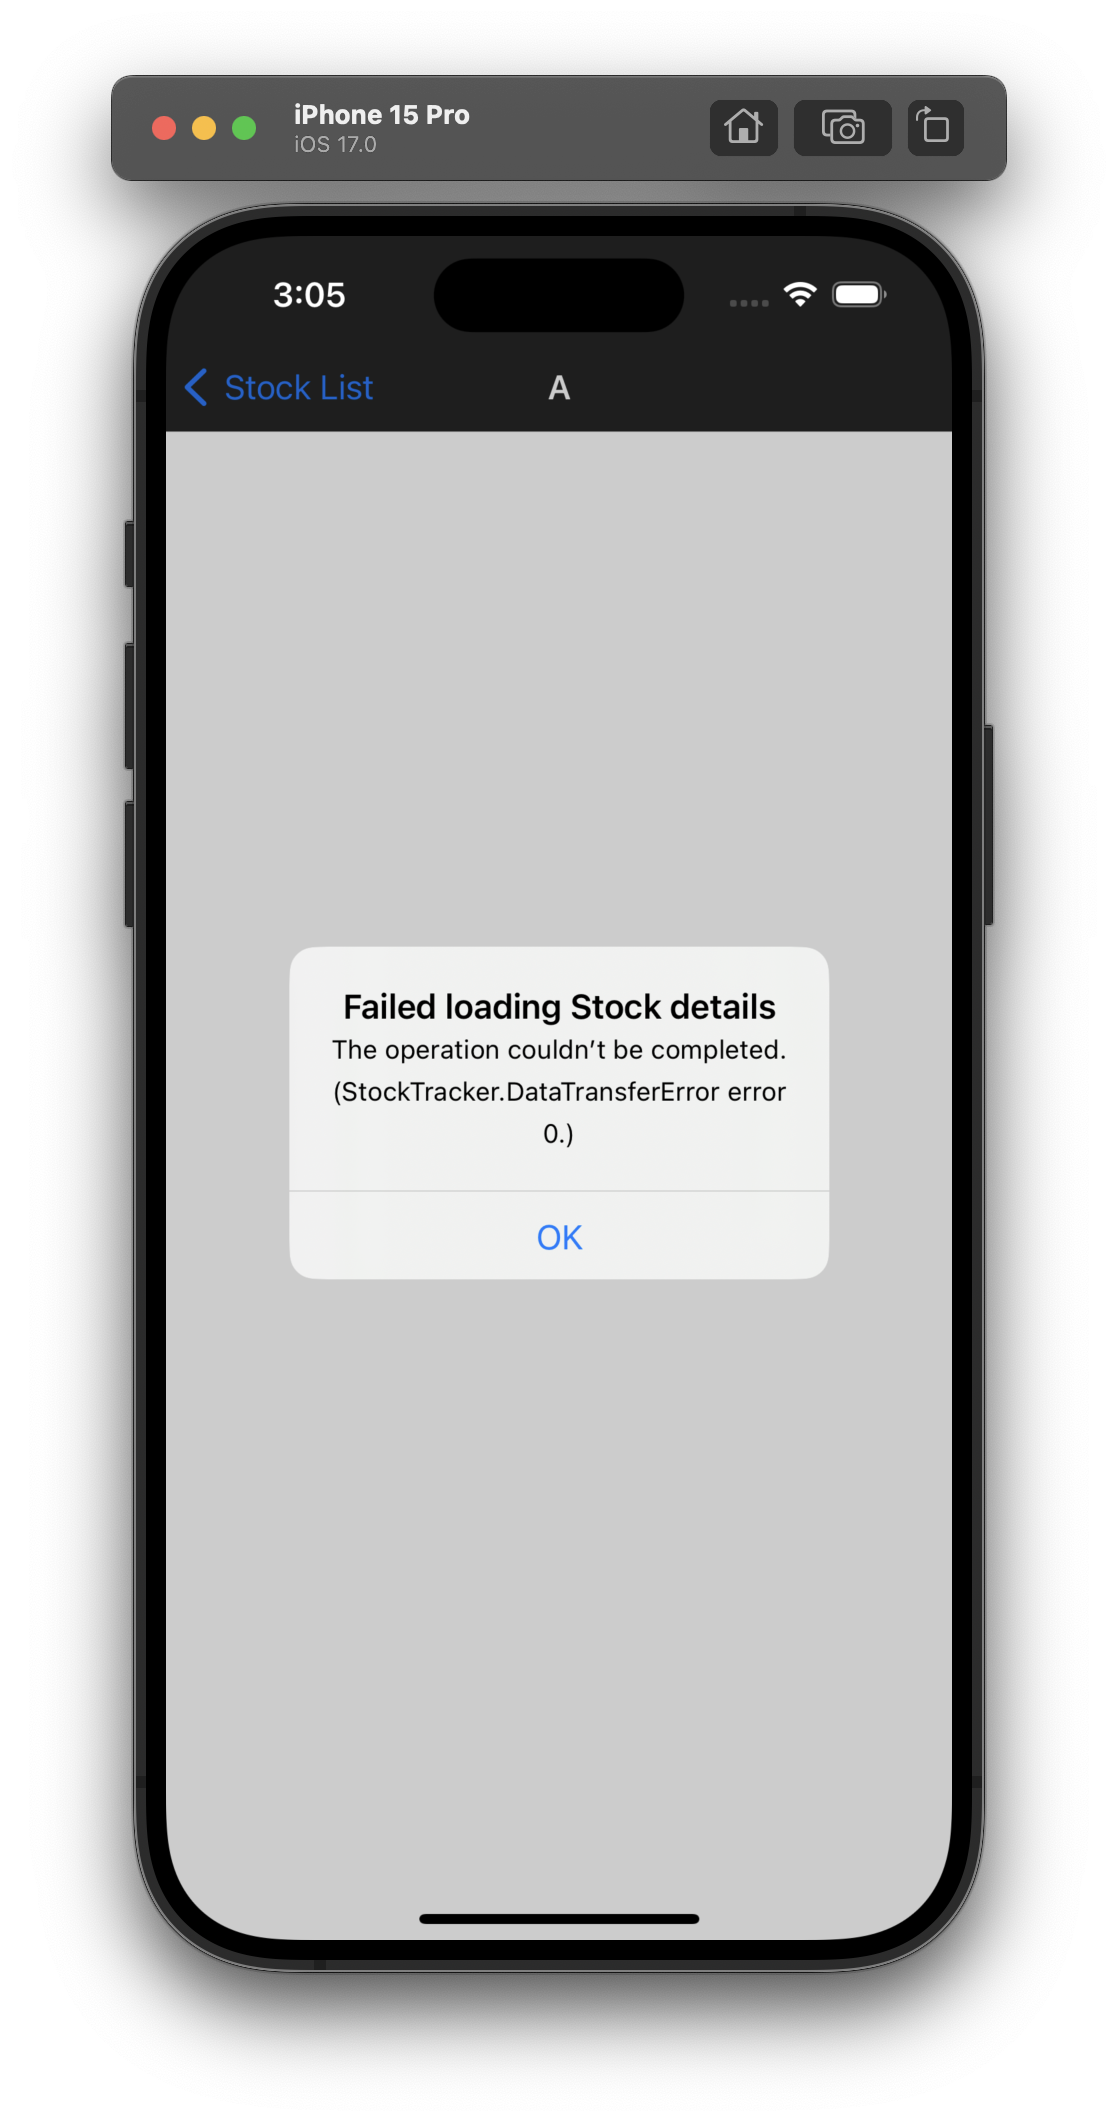 iPhone 15 Pro
iOS 17.0
3:05
Stock List
A
Failed loading Stock details
The operation couldn’t be completed.
(StockTracker.DataTransferError error
0.)
OK